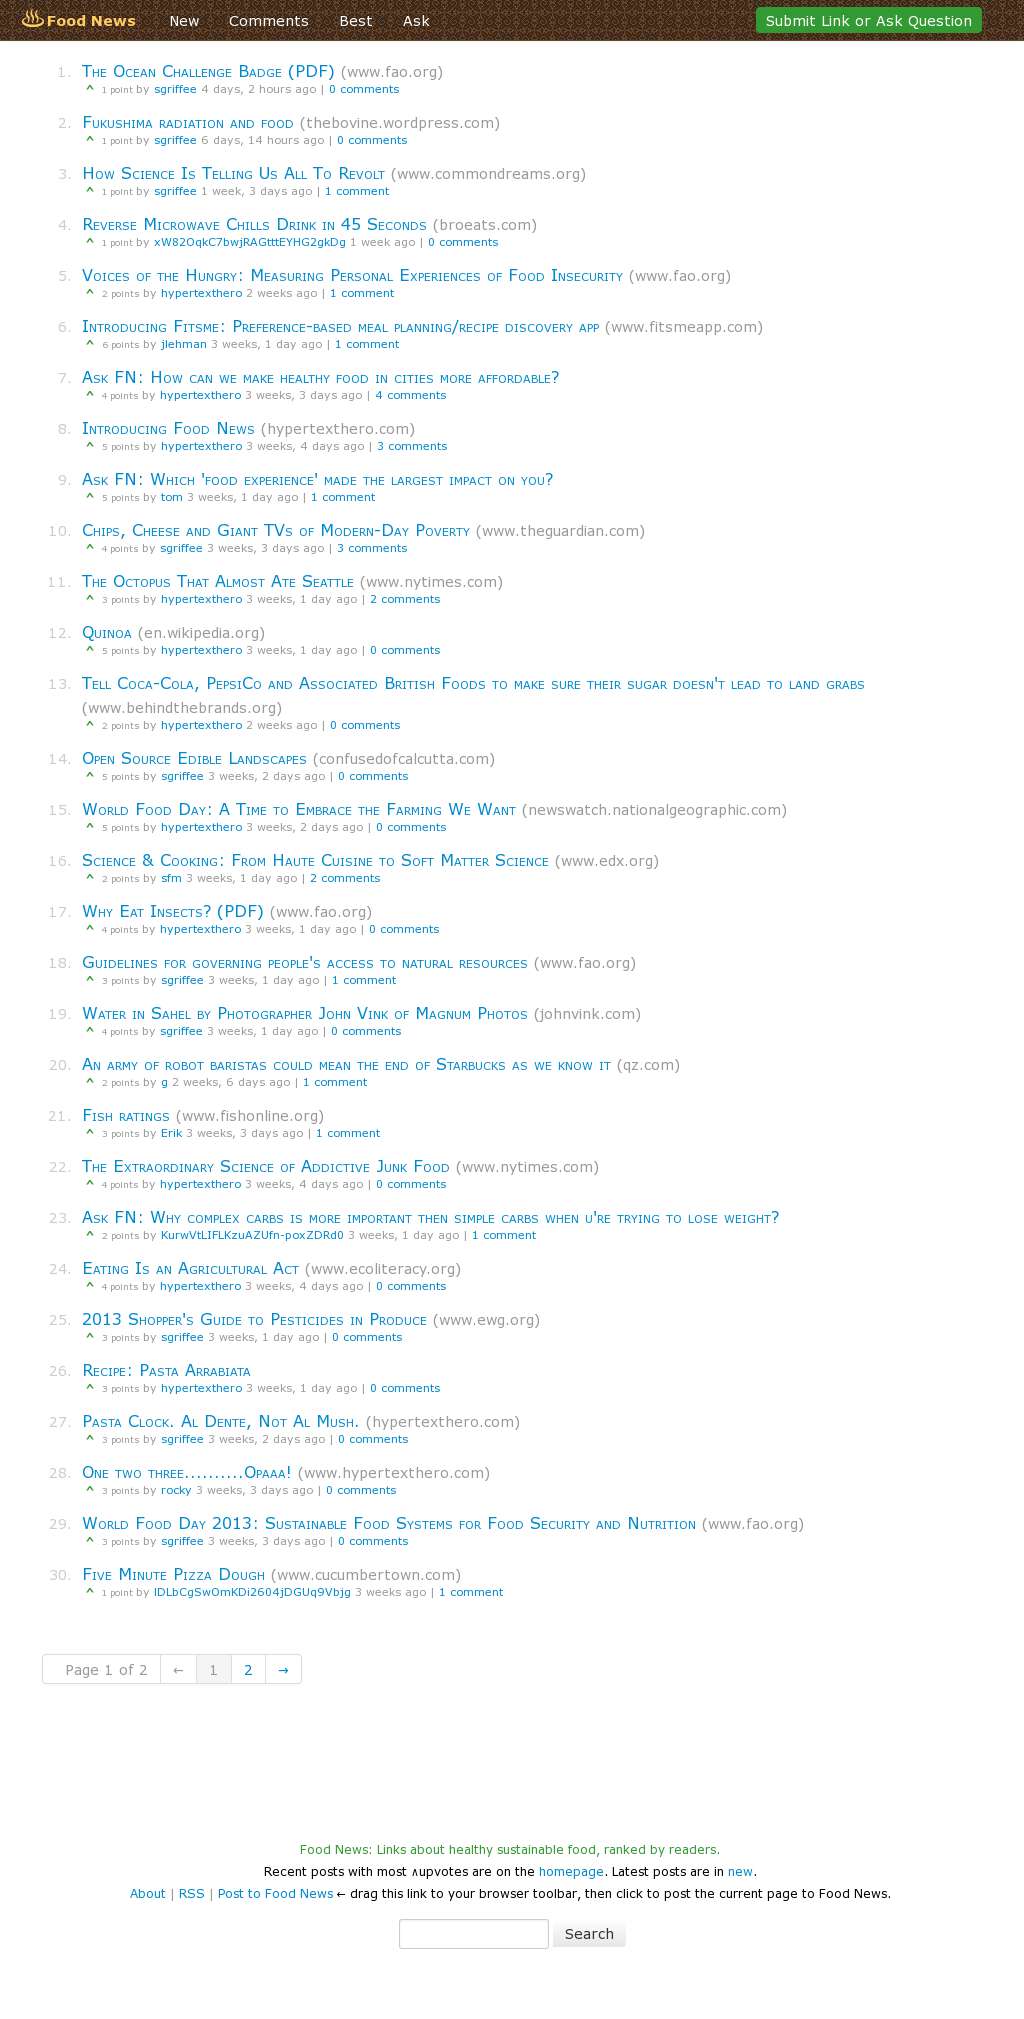 ♨Food News New Comments Best Ask Submit Link or Ask Question
1. The Ocean Challenge Badge (PDF) (www.fao.org)
^ 1 point by sgriffee 4 days, 2 hours ago | 0 comments
2. Fukushima radiation and food (thebovine.wordpress.com)
^ 1 point by sgriffee 6 days, 14 hours ago | 0 comments
3. How Science Is Telling Us All To Revolt (www.commondreams.org)
^ 1 point by sgriffee 1 week, 3 days ago | 1 comment
4. Reverse Microwave Chills Drink in 45 Seconds (broeats.com)
^ 1 point by xW82OqkC7bwjRAGtttEYHG2gkDg 1 week ago | 0 comments
5. Voices of the Hungry: Measuring Personal Experiences of Food Insecurity (www.fao.org)
^ 2 points by hypertexthero 2 weeks ago | 1 comment
6. Introducing Fitsme: Preference-based meal planning/recipe discovery app (www.fitsmeapp.com)
^ 6 points by jlehman 3 weeks, 1 day ago | 1 comment
7. Ask FN: How can we make healthy food in cities more affordable?
^ 4 points by hypertexthero 3 weeks, 3 days ago | 4 comments
8. Introducing Food News (hypertexthero.com)
^ 5 points by hypertexthero 3 weeks, 4 days ago | 3 comments
9. Ask FN: Which 'food experience' made the largest impact on you?
^ 5 points by tom 3 weeks, 1 day ago | 1 comment
10. Chips, Cheese and Giant TVs of Modern-Day Poverty (www.theguardian.com)
^ 4 points by sgriffee 3 weeks, 3 days ago | 3 comments
11. The Octopus That Almost Ate Seattle (www.nytimes.com)
^ 3 points by hypertexthero 3 weeks, 1 day ago | 2 comments
12. Quinoa (en.wikipedia.org)
^ 5 points by hypertexthero 3 weeks, 1 day ago | 0 comments
13. Tell Coca-Cola, PepsiCo and Associated British Foods to make sure their sugar doesn't lead to land grabs
(www.behindthebrands.org)
^ 2 points by hypertexthero 2 weeks ago | 0 comments
14. Open Source Edible Landscapes (confusedofcalcutta.com)
^ 5 points by sgriffee 3 weeks, 2 days ago | 0 comments
15. World Food Day: A Time to Embrace the Farming We Want (newswatch.nationalgeographic.com)
^ 5 points by hypertexthero 3 weeks, 2 days ago | 0 comments
16. Science & Cooking: From Haute Cuisine to Soft Matter Science (www.edx.org)
^ 2 points by sfm 3 weeks, 1 day ago | 2 comments
17. Why Eat Insects? (PDF) (www.fao.org)
^ 4 points by hypertexthero 3 weeks, 1 day ago | 0 comments
18. Guidelines for governing people's access to natural resources (www.fao.org)
^ 3 points by sgriffee 3 weeks, 1 day ago | 1 comment
19. Water in Sahel by Photographer John Vink of Magnum Photos (johnvink.com)
^ 4 points by sgriffee 3 weeks, 1 day ago | 0 comments
20. An army of robot baristas could mean the end of Starbucks as we know it (qz.com)
^ 2 points by g 2 weeks, 6 days ago | 1 comment
21. Fish ratings (www.fishonline.org)
^ 3 points by Erik 3 weeks, 3 days ago | 1 comment
22. The Extraordinary Science of Addictive Junk Food (www.nytimes.com)
^ 4 points by hypertexthero 3 weeks, 4 days ago | 0 comments
23. Ask FN: Why complex carbs is more important then simple carbs when u're trying to lose weight?
^ 2 points by KurwVtLIFLKzuAZUfn-poxZDRd0 3 weeks, 1 day ago | 1 comment
24. Eating Is an Agricultural Act (www.ecoliteracy.org)
^ 4 points by hypertexthero 3 weeks, 4 days ago | 0 comments
25. 2013 Shopper's Guide to Pesticides in Produce (www.ewg.org)
^ 3 points by sgriffee 3 weeks, 1 day ago | 0 comments
26. Recipe: Pasta Arrabiata
^ 3 points by hypertexthero 3 weeks, 1 day ago | 0 comments
27. Pasta Clock. Al Dente, Not Al Mush. (hypertexthero.com)
^ 3 points by sgriffee 3 weeks, 2 days ago | 0 comments
28. One two three..........Opaaa! (www.hypertexthero.com)
^ 3 points by rocky 3 weeks, 3 days ago | 0 comments
29. World Food Day 2013: Sustainable Food Systems for Food Security and Nutrition (www.fao.org)
^ 3 points by sgriffee 3 weeks, 3 days ago | 0 comments
30. Five Minute Pizza Dough (www.cucumbertown.com)
^ 1 point by IDLbCgSwOmKDi2604jDGUq9Vbjg 3 weeks ago | 1 comment
Page 1 of 2 ← 1 2 →
Food News: Links about healthy sustainable food, ranked by readers.
Recent posts with most ∧upvotes are on the homepage. Latest posts are in new.
About | RSS | Post to Food News ← drag this link to your browser toolbar, then click to post the current page to Food News.
Search